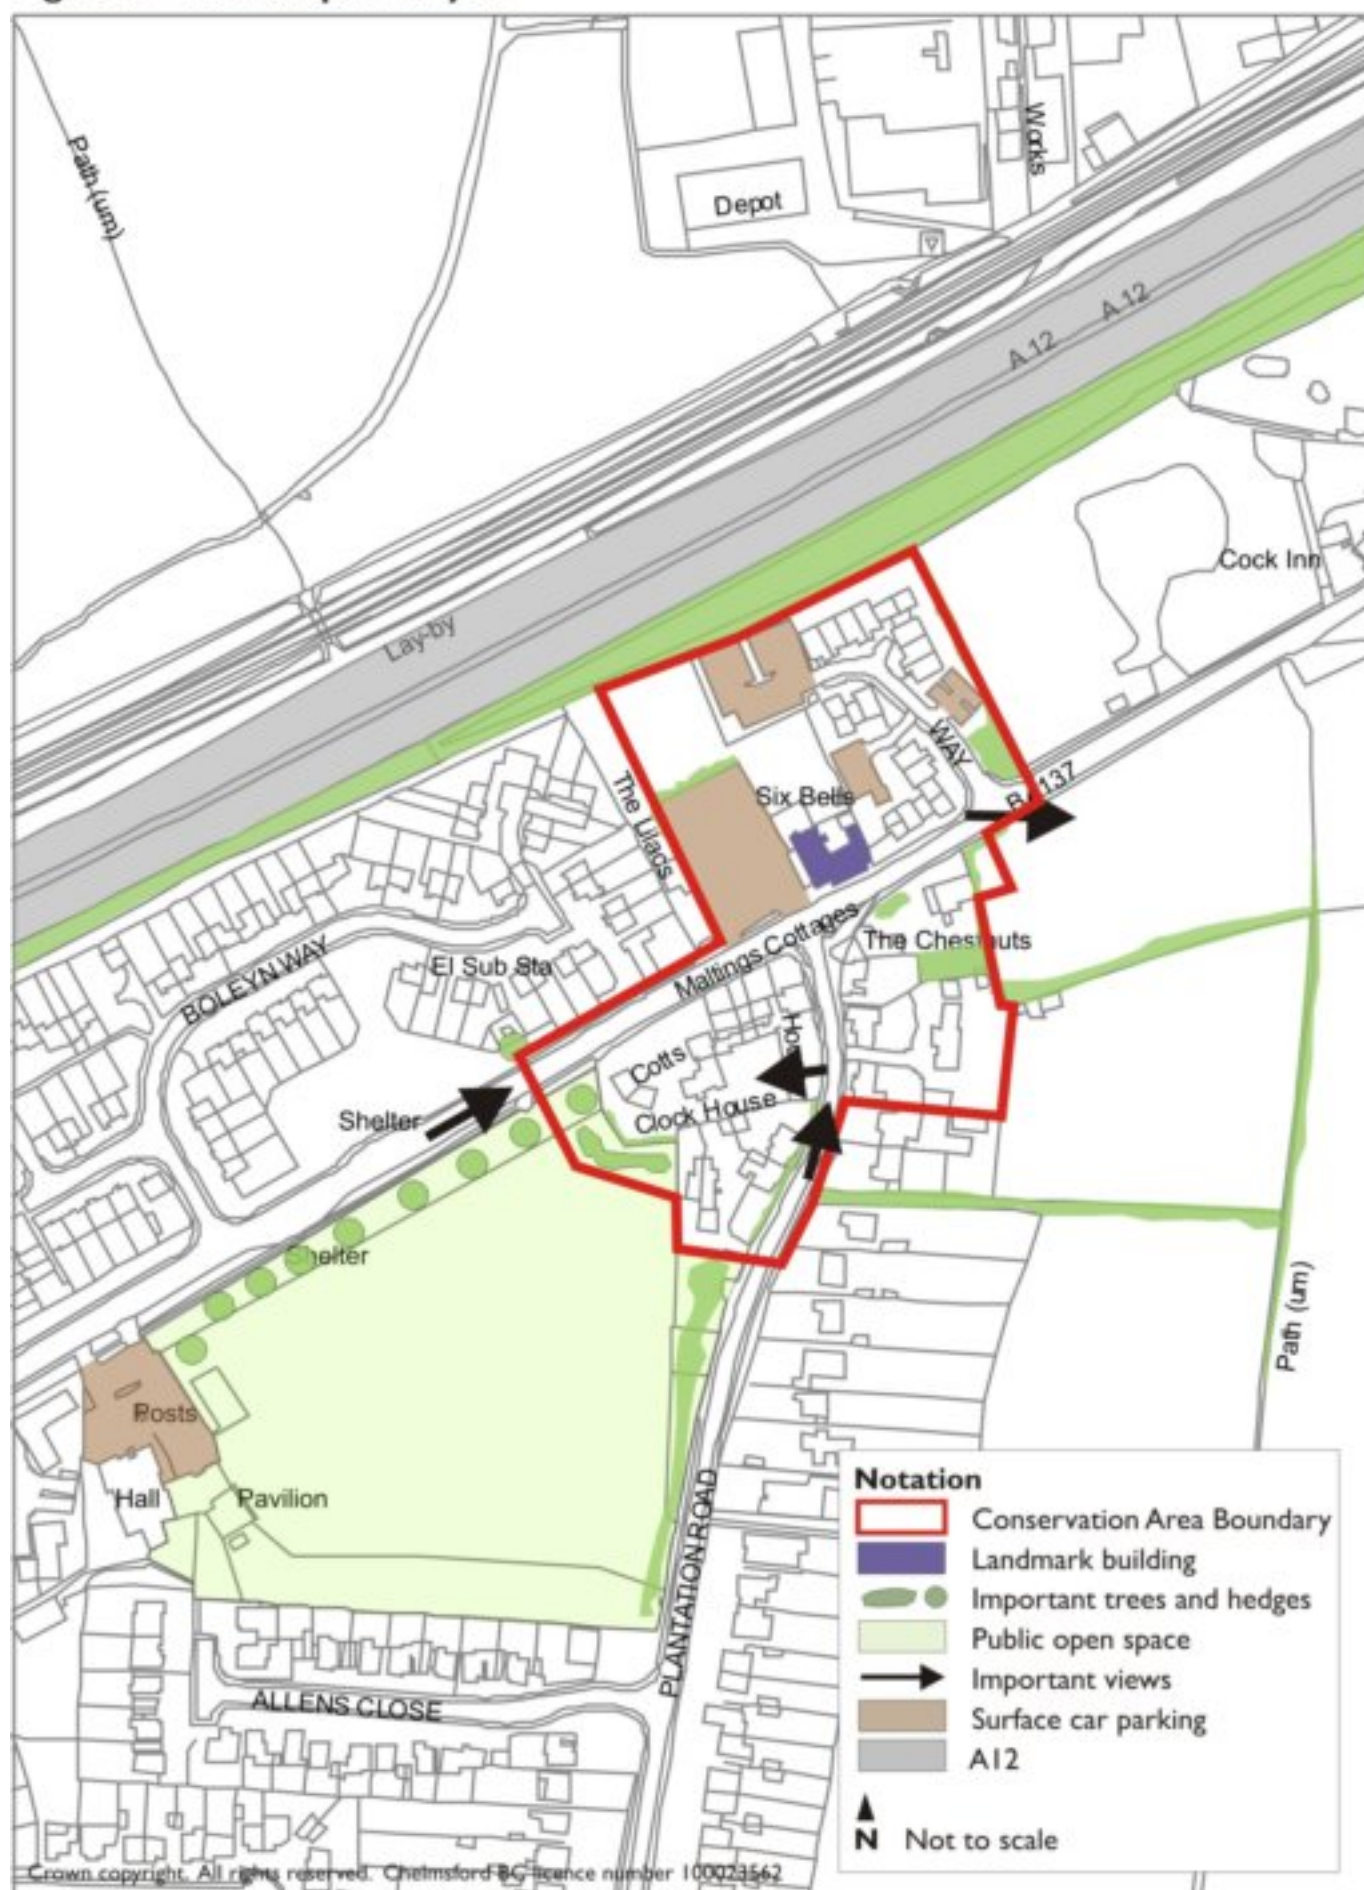 Path (um)
Works
Depot
A 12
A 12
Cock Inn
Lay-by
WAY
B1137
Six Bells
The Lilacs
Maltings Cottages
The Chestnuts
El Sub Sta
BOLEYN WAY
Cotts
Clock House
Shelter
Shelter
Path (um)
Posts
Hall
Pavilion
PLANTATION ROAD
ALLENS CLOSE
Notation
Conservation Area Boundary
Landmark building
Important trees and hedges
Public open space
Important views
Surface car parking
A12
N Not to scale
Crown copyright. All rights reserved. Chelmsford BC licence number 100023562